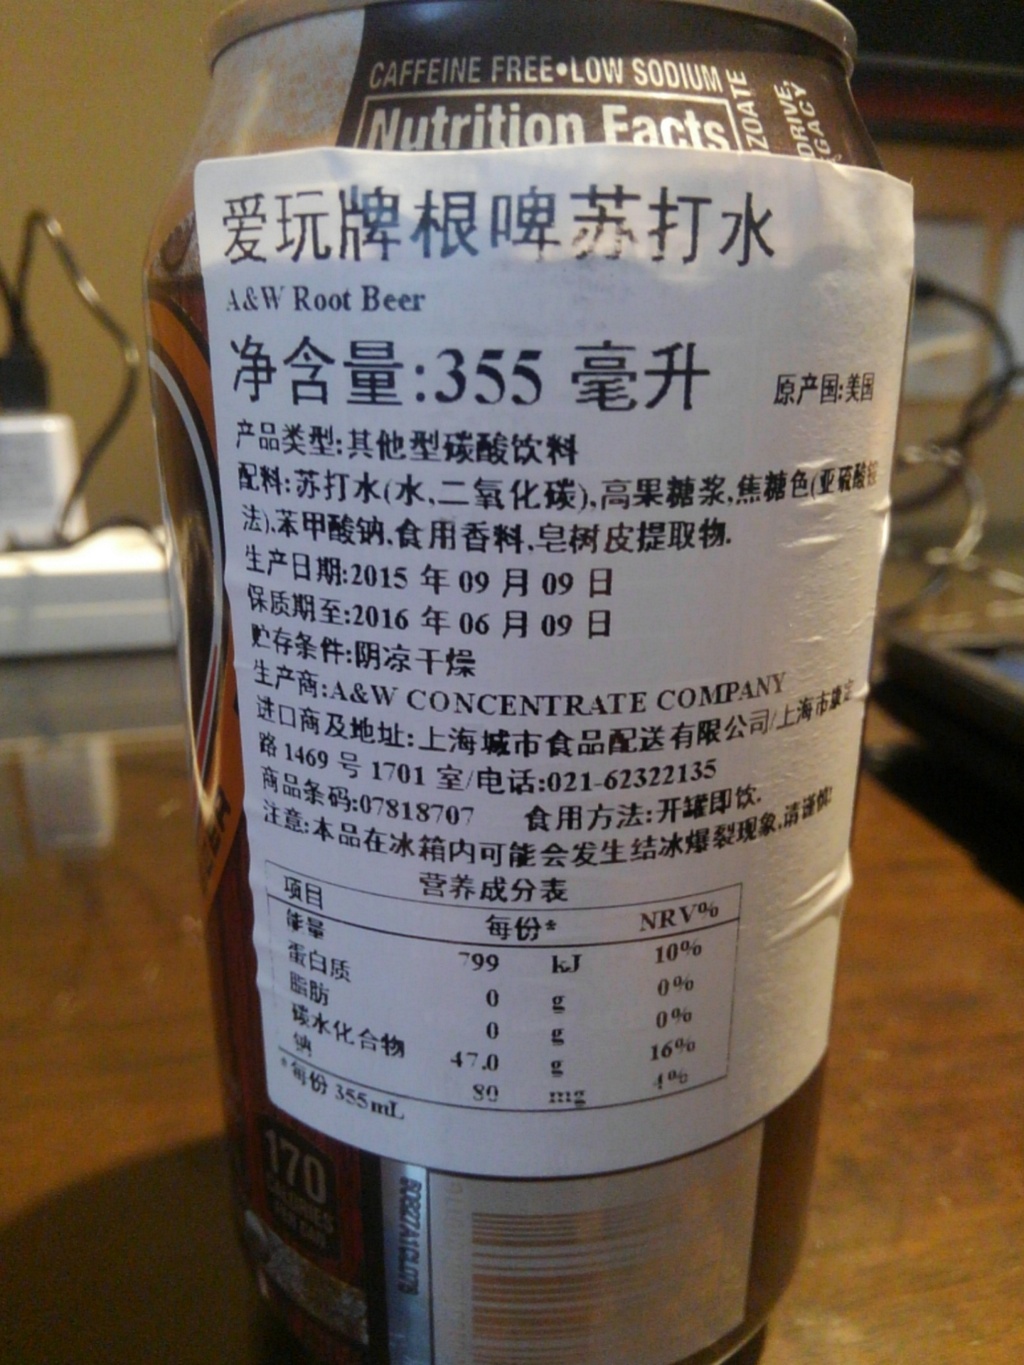 CAFFEINE FREE•LOW SODIUM
Nutrition Facts
ZOATE
DRIVE,
GACY
爱玩牌根啤苏打水
A&W Root Beer
净含量:355 毫升
原产国:美国
产品类型:其他型碳酸饮料
配料:苏打水(水,二氧化碳),高果糖浆,焦糖色(亚硫酸铵
法),苯甲酸钠,食用香料,皂树皮提取物.
生产日期:2015 年 09 月 09 日
保质期至:2016 年 06 月 09 日
贮存条件:阴凉干燥
生产商:A&W CONCENTRATE COMPANY
进口商及地址:上海城市食品配送有限公司/上海市康定
路 1469 号 1701 室/电话:021-62322135
商品条码:07818707 食用方法:开罐即饮.
注意:本品在冰箱内可能会发生结冰爆裂现象,请谨慎!
营养成分表
项目 每份* NRV%
能量 799 kJ 10%
蛋白质 0 g 0%
脂肪 0 g 0%
碳水化合物 47.0 g 16%
钠 80 mg 4%
*每份 355mL
170
CALORIES
PER CAN